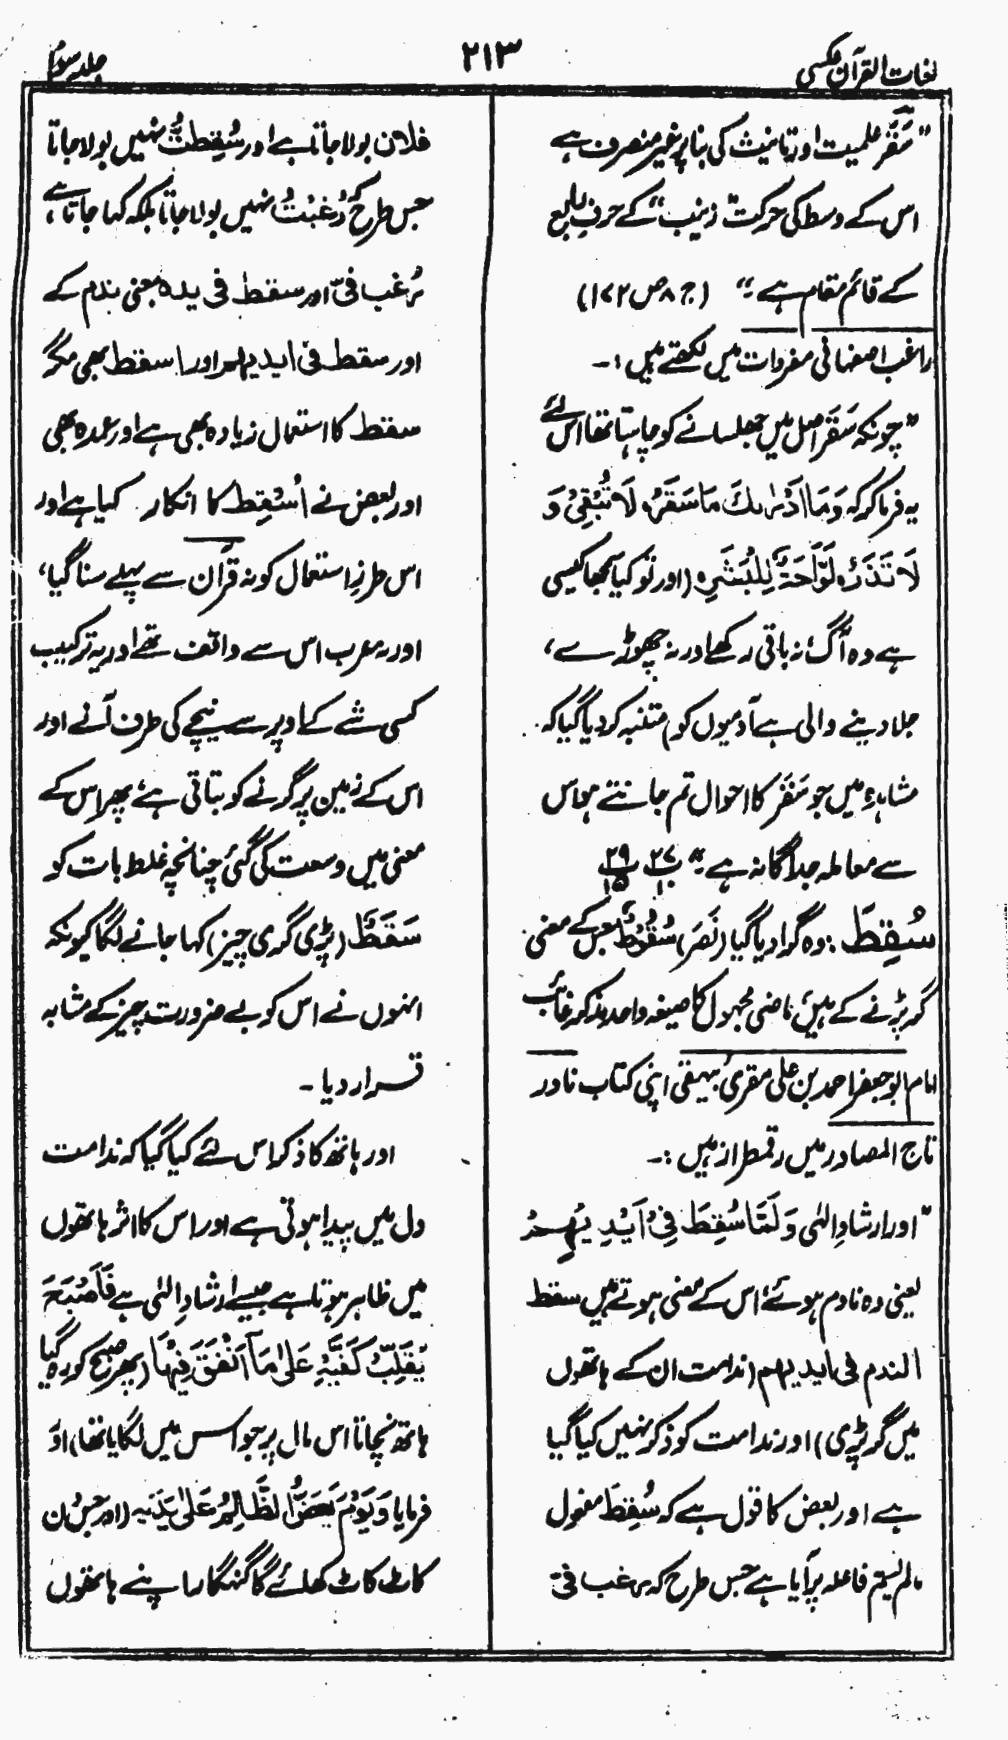 لغات القرآن عکسی
۲۱۳
جلد سوم
"سَقَر علمیت اور تانیث کی بنا پر غیر منصرف ہے
اس کے وسط کی حرکت "زینب" کے حرفِ رابع
کے قائم مقام ہے۔" (ج ۸ ص ۱۷۲)
راغب اصفہانی مفردات میں لکھتے ہیں :۔
"چونکہ سَقَر اصل میں جھلسانے کو چاہتا تھا اس لئے
یہ فرما کر کہ وَمَا اَدْرٰىكَ مَا سَقَرُ لَا تُبْقِیْ وَ
لَا تَذَرُ لَوَّاحَةٌ لِّلْبَشَرِ (اور تو کیا سمجھا کیسی
ہے وہ آگ، نہ باقی رکھے اور نہ چھوڑے،
جلا دینے والی ہے آدمیوں کو) متنبہ کر دیا گیا کہ
مشاہدہ میں جو سَقَر کا احوال تم جانتے ہو اس
سے معاملہ جداگانہ ہے۔" پ۲۷ پ۲۹
۱۰ ۱۵
سُقِطَ :۔ وہ گرا دیا گیا (نَصَرَ) سُقُوْط جس کے معنی
گر پڑنے کے ہیں، ماضی مجہول کا صیغہ واحد مذکر غائب
امام ابو جعفر احمد بن علی مقری بیہقی اپنی کتاب نادر
تاج المصادر میں رقمطراز ہیں :۔
"اور ارشادِ الٰہی وَلَمَّا سُقِطَ فِیْ اَیْدِیْهِمْ
یعنی وہ نادم ہوئے، اس کے معنی ہوتے ہیں سقط
الندم فی ایدیہم (ندامت ان کے ہاتھوں
میں گر پڑی) اور ندامت کو ذکر نہیں کیا گیا
ہے اور بعض کا قول ہے کہ سُقِطَ مفعول
مالم یسم فاعلہ پر آیا ہے جس طرح کہ رغب فی
فلان بولا جاتا ہے اور سُقِطْتُ نہیں بولا جاتا
جس طرح رُغِبْتُ نہیں بولا جاتا بلکہ کہا جاتا ہے،
رُغب فیّ اور سقط فی یدہ بمعنی ندم کے
اور سقط فی ایدیہم اور اسقط بھی مگر
سقط کا استعمال زیادہ بھی ہے اور عمدہ بھی
اور بعض نے اُسْقِط کا انکار کیا ہے اور
اس طرزِ استعمال کو نہ قرآن سے پہلے سنا گیا،
اور نہ عرب اس سے واقف تھے اور یہ ترکیب
کسی شے کے اوپر سے نیچے کی طرف آنے اور
اس کے زمین پر گرنے کو بتاتی ہے، پھر اس کے
معنی میں وسعت کی گئی چنانچہ غلط بات کو
سَقَطٌ (پڑی گری چیز) کہا جانے لگا کیونکہ
انہوں نے اس کو بے ضرورت چیز کے مشابہ
قرار دیا۔
اور ہاتھ کا ذکر اس لئے کیا گیا کہ ندامت
دل میں پیدا ہوتی ہے اور اس کا اثر ہاتھوں
میں ظاہر ہوتا ہے جیسے ارشادِ الٰہی ہے فَاَصْبَحَ
یُقَلِّبُ كَفَّیْهِ عَلٰی مَآ اَنْفَقَ فِیْهَا (پھر صبح کو رہ گیا
ہاتھ نچاتا اس مال پر جو اس میں لگایا تھا) اور
فرمایا وَ یَوْمَ یَعَضُّ الظَّالِمُ عَلٰی یَدَیْهِ (اور جس دن
کاٹ کاٹ کھائے گا گنہگار اپنے ہاتھوں